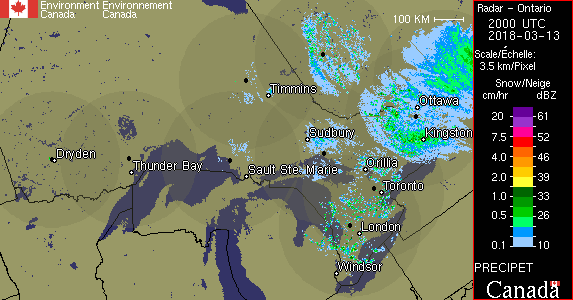 Environment Environnement
Canada Canada
100 KM
Radar - Ontario
2000 UTC
2018-03-13
Scale/Échelle:
3.5 km/Pixel
Snow/Neige
cm/hr dBZ
20 61
7.5 52
4.0 46
2.0 39
1.0 33
0.5 26
0.1 10
PRECIPET
Canada
Timmins
Ottawa
Sudbury
Kingston
Dryden
Thunder Bay
Sault Ste. Marie
Orillia
Toronto
London
Windsor